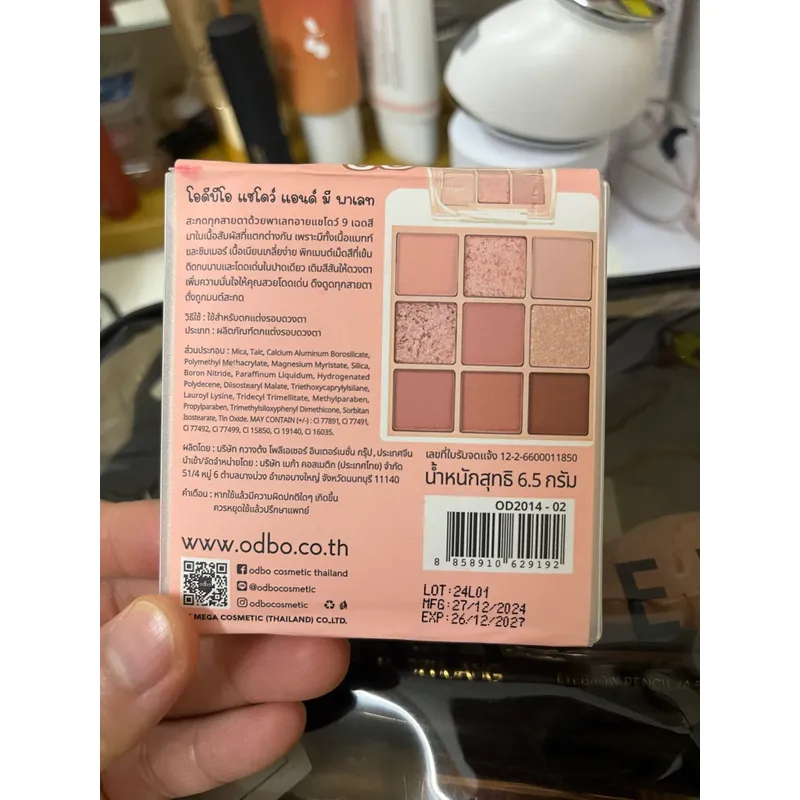 โอดีบีโอ แชโดว์ แอนด์ มี พาเลท
สะกดทุกสายตาด้วยพาเลทอายแชโดว์ 9 เฉดสี
มาในเนื้อสัมผัสที่แตกต่างกัน เพราะมีทั้งเนื้อแมทท์
และชิมเมอร์ เนื้อเนียนเกลี่ยง่าย พิกเมนต์เม็ดสีที่เข้ม
ติดทนนานและโดดเด่นในปาดเดียว เติมสีสันให้ดวงตา
เพิ่มความมั่นใจให้คุณสวยโดดเด่น ดึงดูดทุกสายตา
ดั่งถูกมนต์สะกด
วิธีใช้ : ใช้สำหรับตกแต่งรอบดวงตา
ประเภท : ผลิตภัณฑ์ตกแต่งรอบดวงตา
ส่วนประกอบ : Mica, Talc, Calcium Aluminum Borosilicate,
Polymethyl Methacrylate, Magnesium Myristate, Silica,
Boron Nitride, Paraffinum Liquidum, Hydrogenated
Polydecene, Diisostearyl Malate, Triethoxycaprylylsilane,
Lauroyl Lysine, Tridecyl Trimellitate, Methylparaben,
Propylparaben, Trimethylsiloxyphenyl Dimethicone, Sorbitan
Isostearate, Tin Oxide. MAY CONTAIN (+/-) : Ci 77891, Ci 77491,
Ci 77492, Ci 77499, Ci 15850, Ci 19140, Ci 16035.
ผลิตโดย : บริษัท กวางตุ้ง โพลีเอเชอร์ อินเตอร์เนชั่น กรุ๊ป, ประเทศจีน
นำเข้า/จัดจำหน่ายโดย : บริษัท เมก้า คอสเมติก (ประเทศไทย) จำกัด
51/4 หมู่ 6 ตำบลบางม่วง อำเภอบางใหญ่ จังหวัดนนทบุรี 11140
คำเตือน : หากใช้แล้วมีความผิดปกติใดๆ เกิดขึ้น
ควรหยุดใช้แล้วปรึกษาแพทย์
www.odbo.co.th
odbo cosmetic thailand
@odbocosmetic
odbocosmetic
MEGA COSMETIC (THAILAND) CO.,LTD.
เลขที่ใบรับจดแจ้ง 12-2-6600011850
น้ำหนักสุทธิ 6.5 กรัม
OD2014 - 02
8 858910 629192
LOT:24L01
MFG:27/12/2024
EXP:26/12/2027